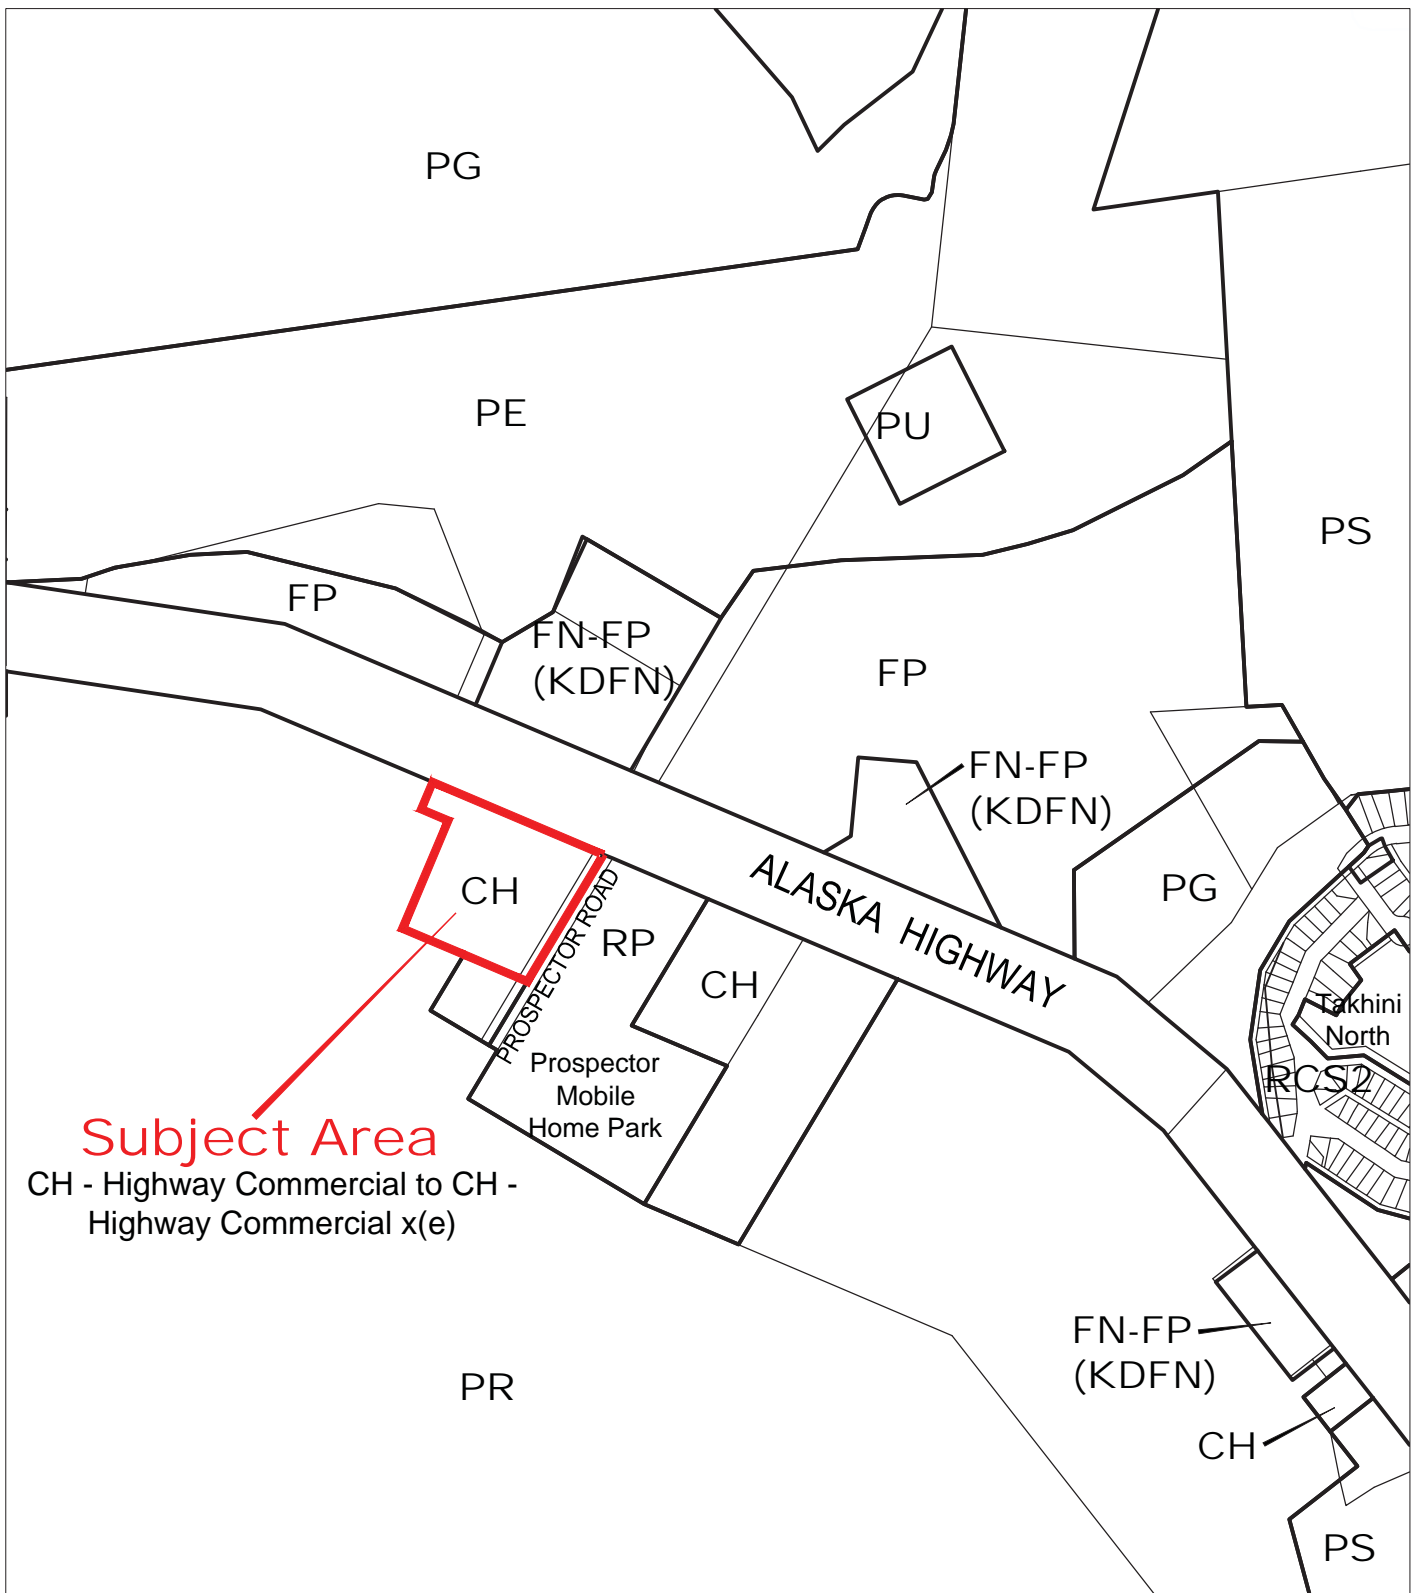 PG
PE
PU
PS
FP
FN-FP
(KDFN)
FP
FN-FP
(KDFN)
PG
ALASKA HIGHWAY
CH
PROSPECTOR ROAD
RP
CH
Takhini
North
RCS2
Prospector
Mobile
Home Park
Subject Area
CH - Highway Commercial to CH -
Highway Commercial x(e)
FN-FP
(KDFN)
PR
CH
PS